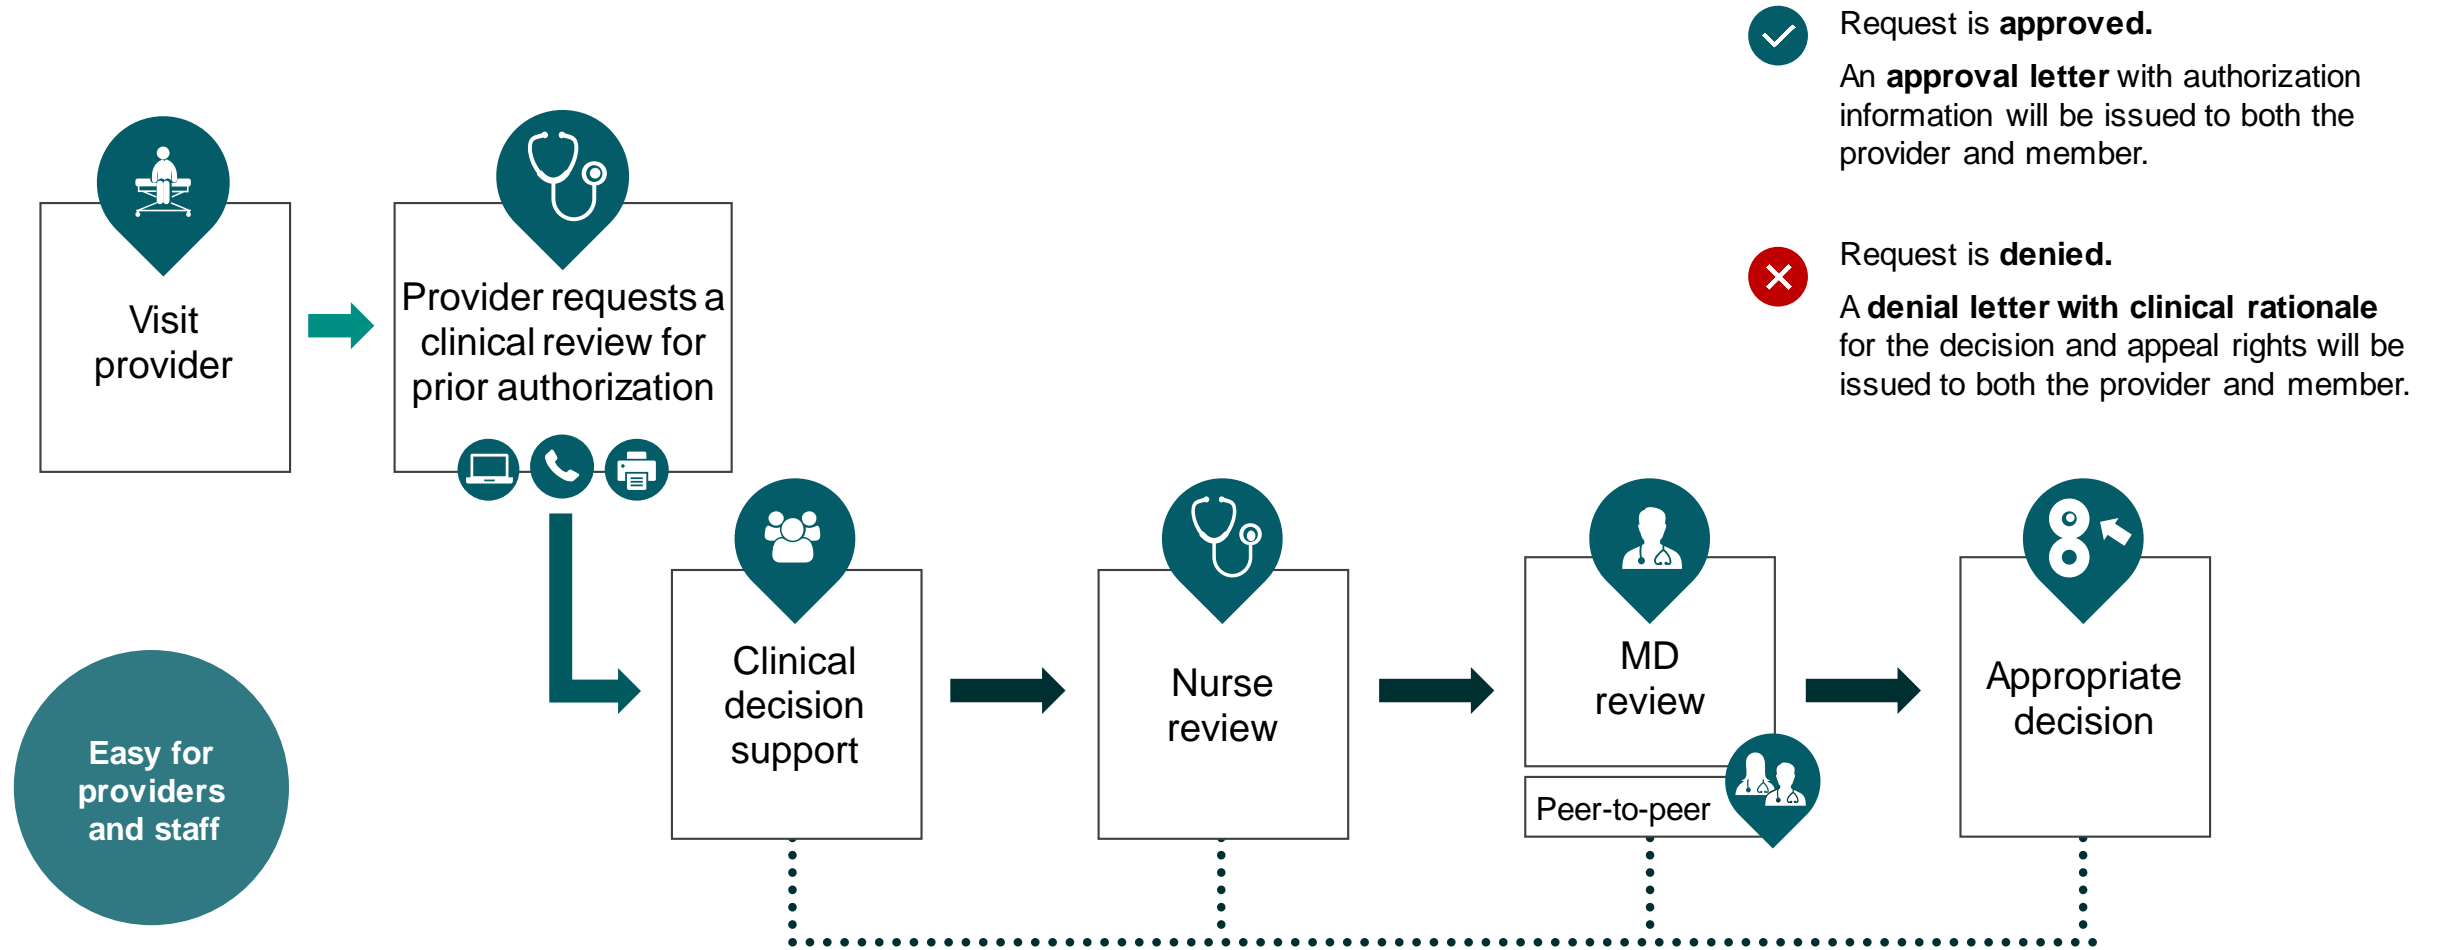 Request is approved.
An approval letter with authorization
information will be issued to both the
provider and member.
Request is denied.
A denial letter with clinical rationale
for the decision and appeal rights will be
issued to both the provider and member.
Visit
provider
Provider requests a
clinical review for
prior authorization
Clinical
decision
support
Nurse
review
MD
review
Peer-to-peer
Appropriate
decision
Easy for
providers
and staff